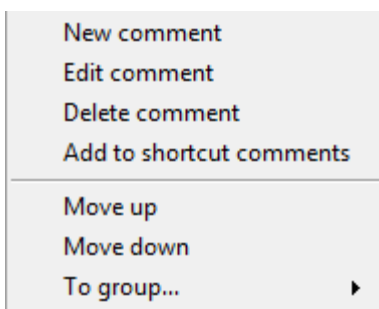 New comment
Edit comment
Delete comment
Add to shortcut comments
Move up
Move down
To group...